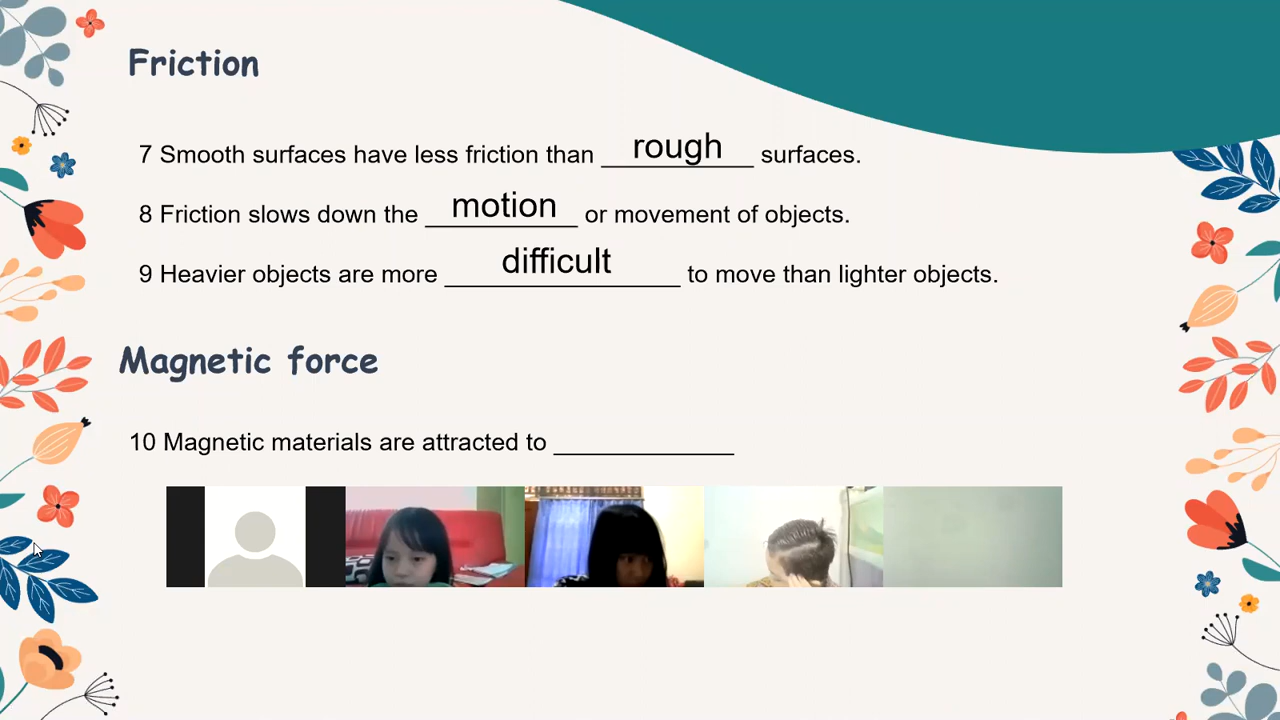 Friction
7 Smooth surfaces have less friction than rough surfaces.
8 Friction slows down the motion or movement of objects.
9 Heavier objects are more difficult to move than lighter objects.
Magnetic force
10 Magnetic materials are attracted to _____________